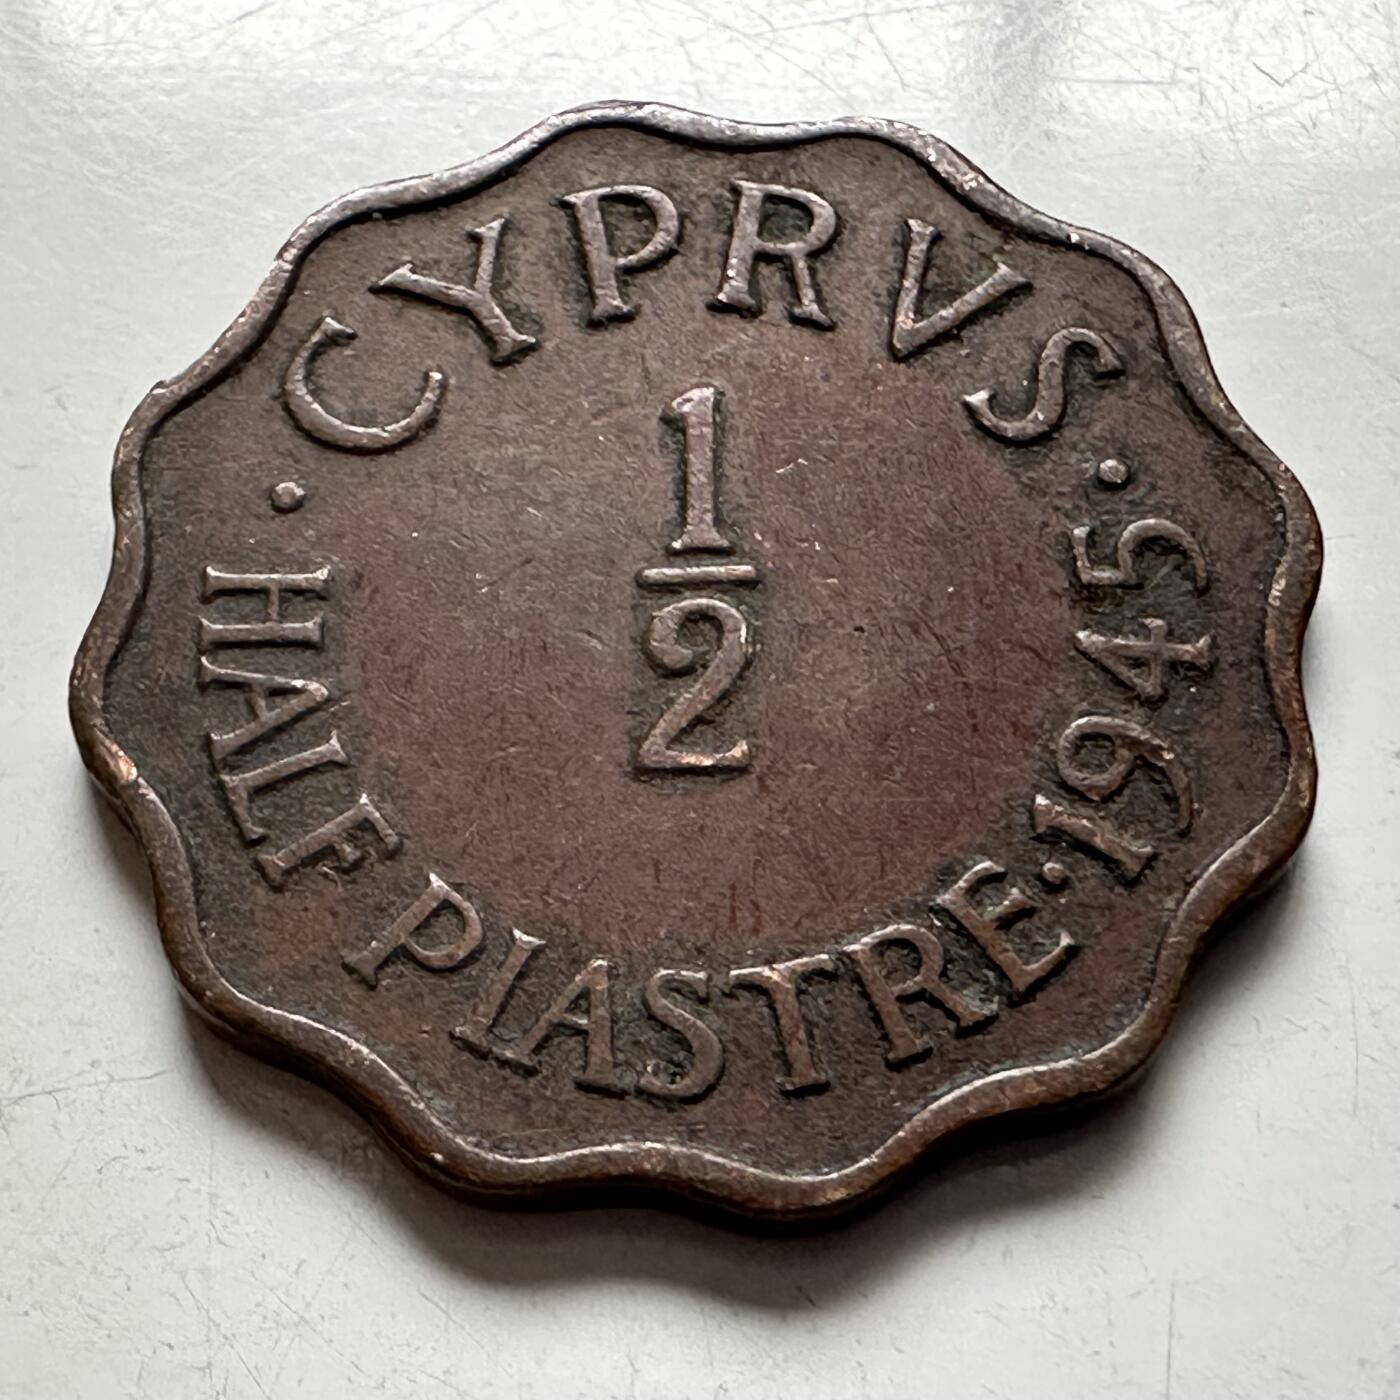 · CYPRVS ·
1
2
HALF PIASTRE · 1945